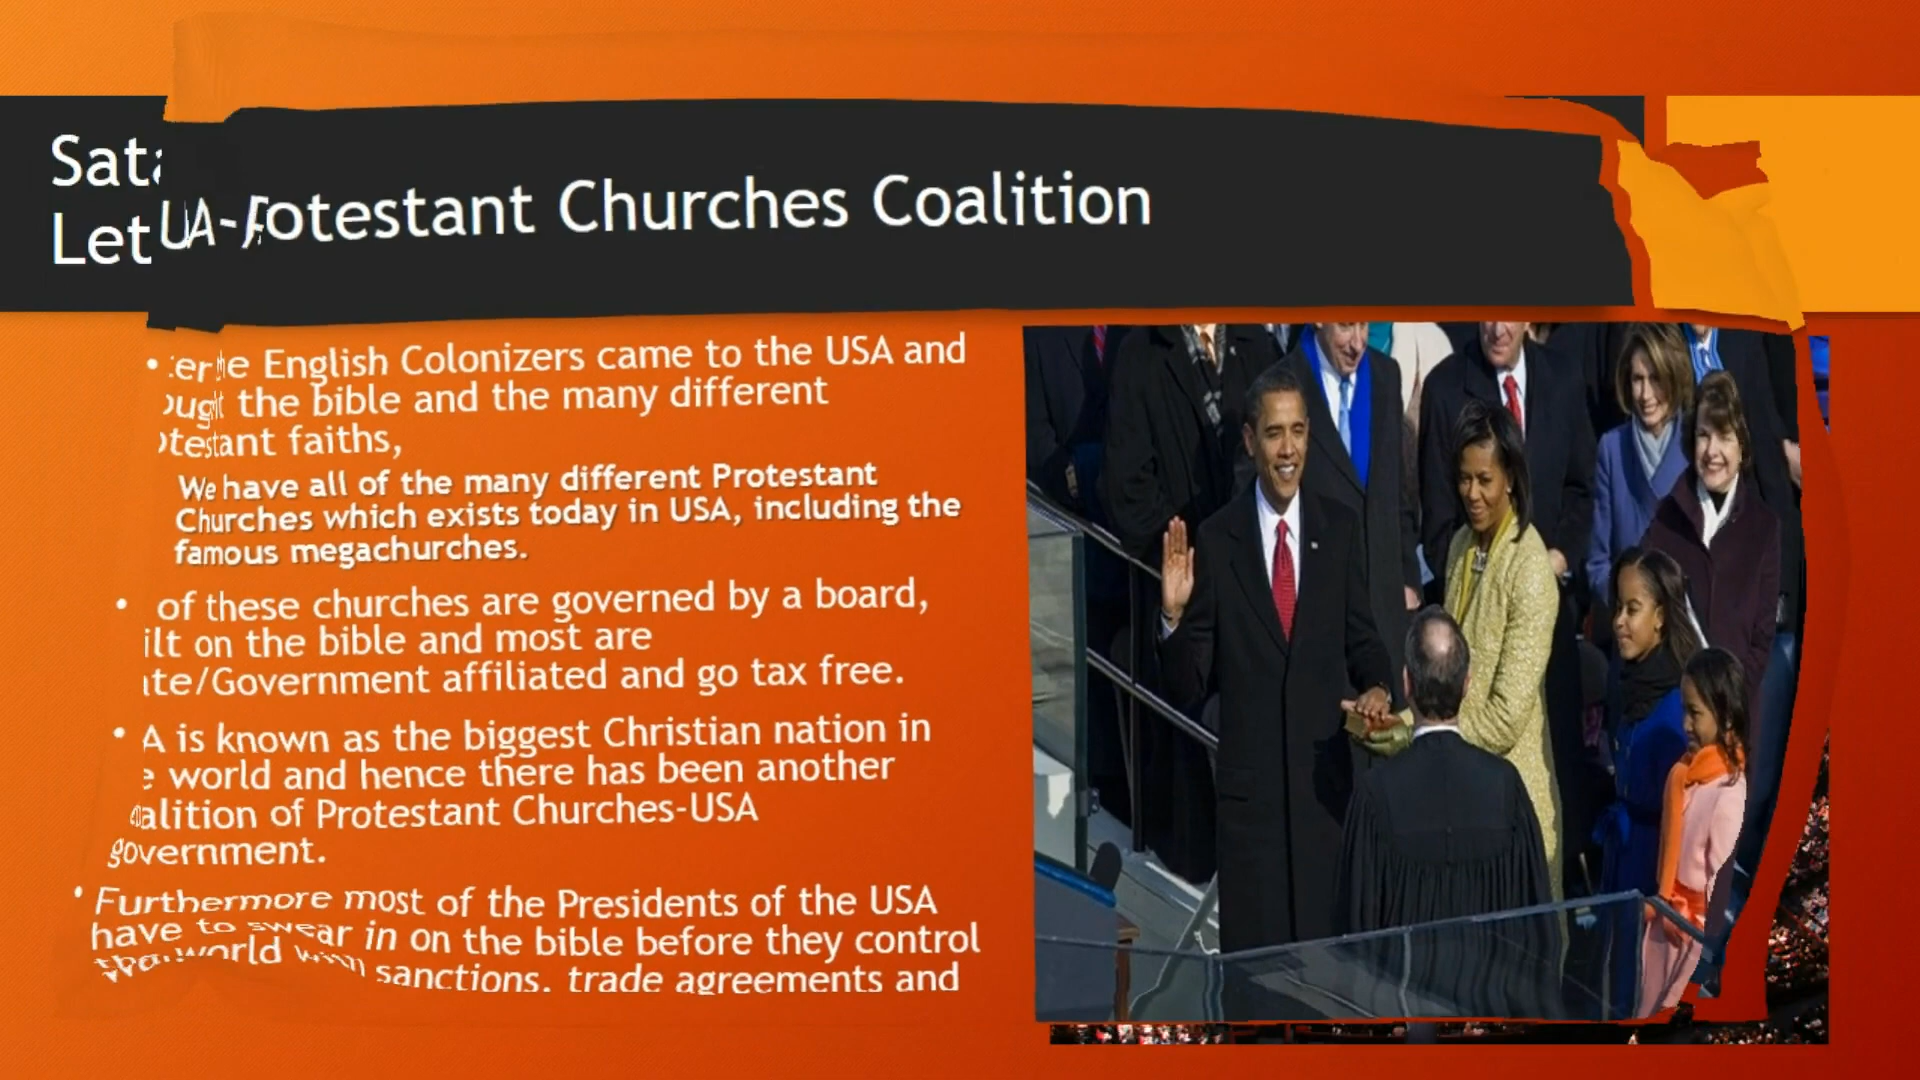 Sat
Let UA-Protestant Churches Coalition
the English Colonizers came to the USA and
the bible and the many different
faiths,
We have all of the many different Protestant
Churches which exists today in USA, including the
famous megachurches.
of these churches are governed by a board,
ilt on the bible and most are
te/Government affiliated and go tax free.
A is known as the biggest Christian nation in
e world and hence there has been another
alition of Protestant Churches-USA
government.
Furthermore most of the Presidents of the USA
have to swear in on the bible before they control
world with sanctions, trade agreements and